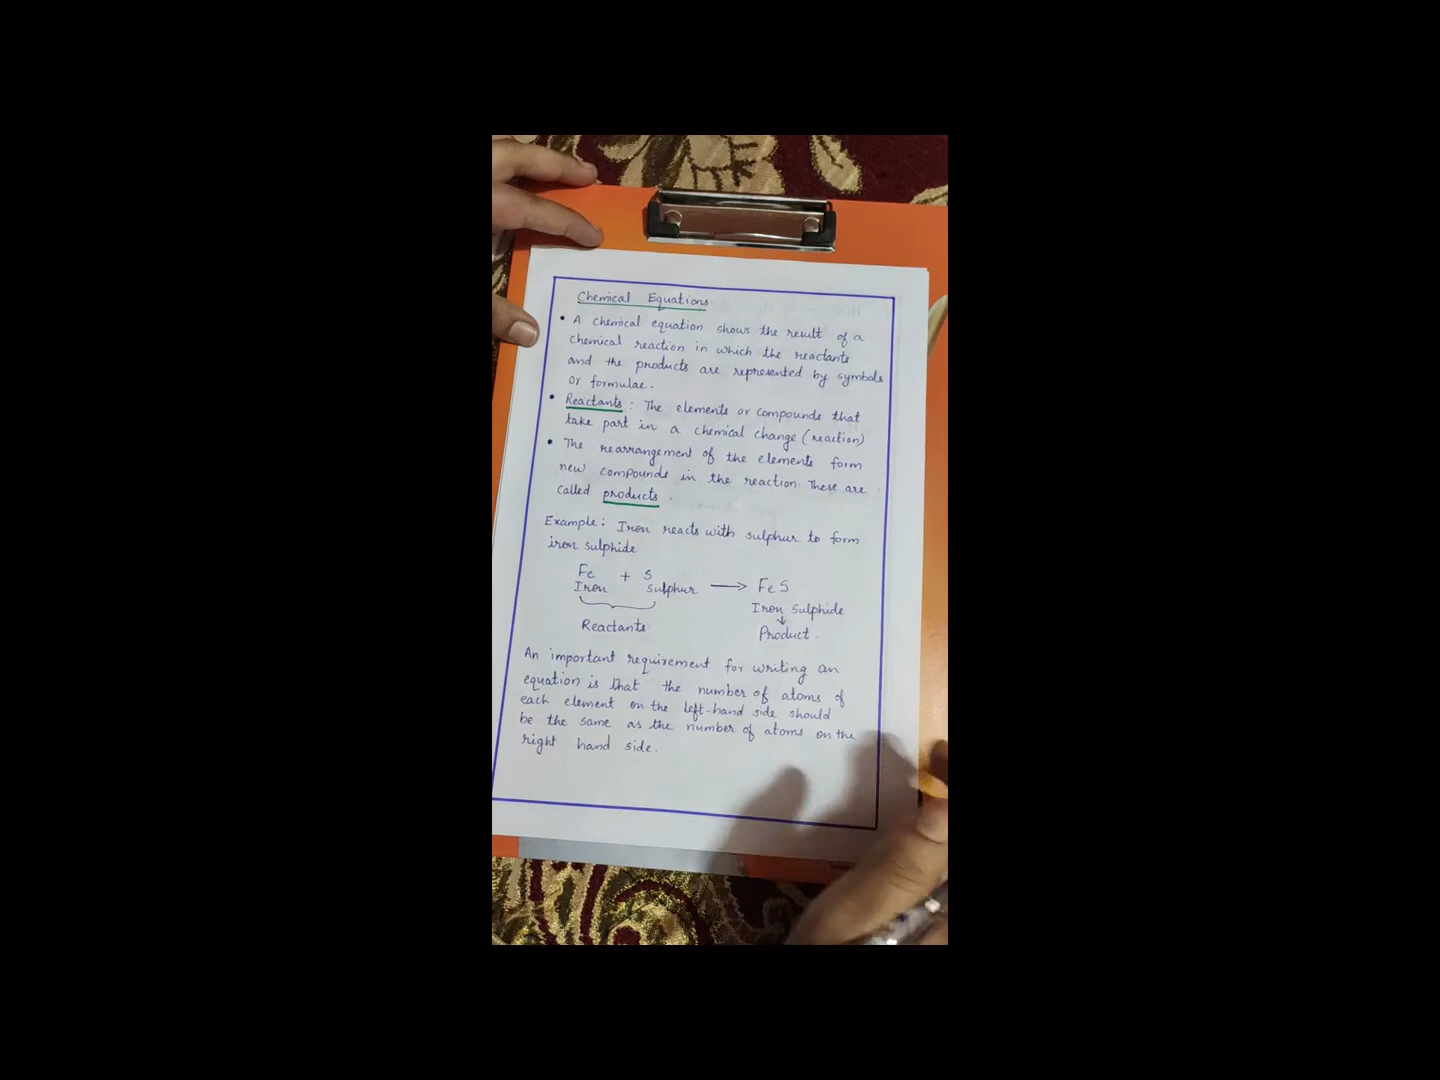 Chemical Equations
• A chemical equation shows the result of a
chemical reaction in which the reactants
and the products are represented by symbols
or formulae.
• Reactants : The elements or compounds that
take part in a chemical change (reaction)
• The rearrangement of the elements form
new compounds in the reaction. These are
called products.
Example: Iron reacts with sulphur to form
iron sulphide
Fe + S ⟶ FeS
Iron Sulphur
Iron Sulphide
↓
Reactants Product.
An important requirement for writing an
equation is that the number of atoms of
each element on the left-hand side should
be the same as the number of atoms on the
right hand side.